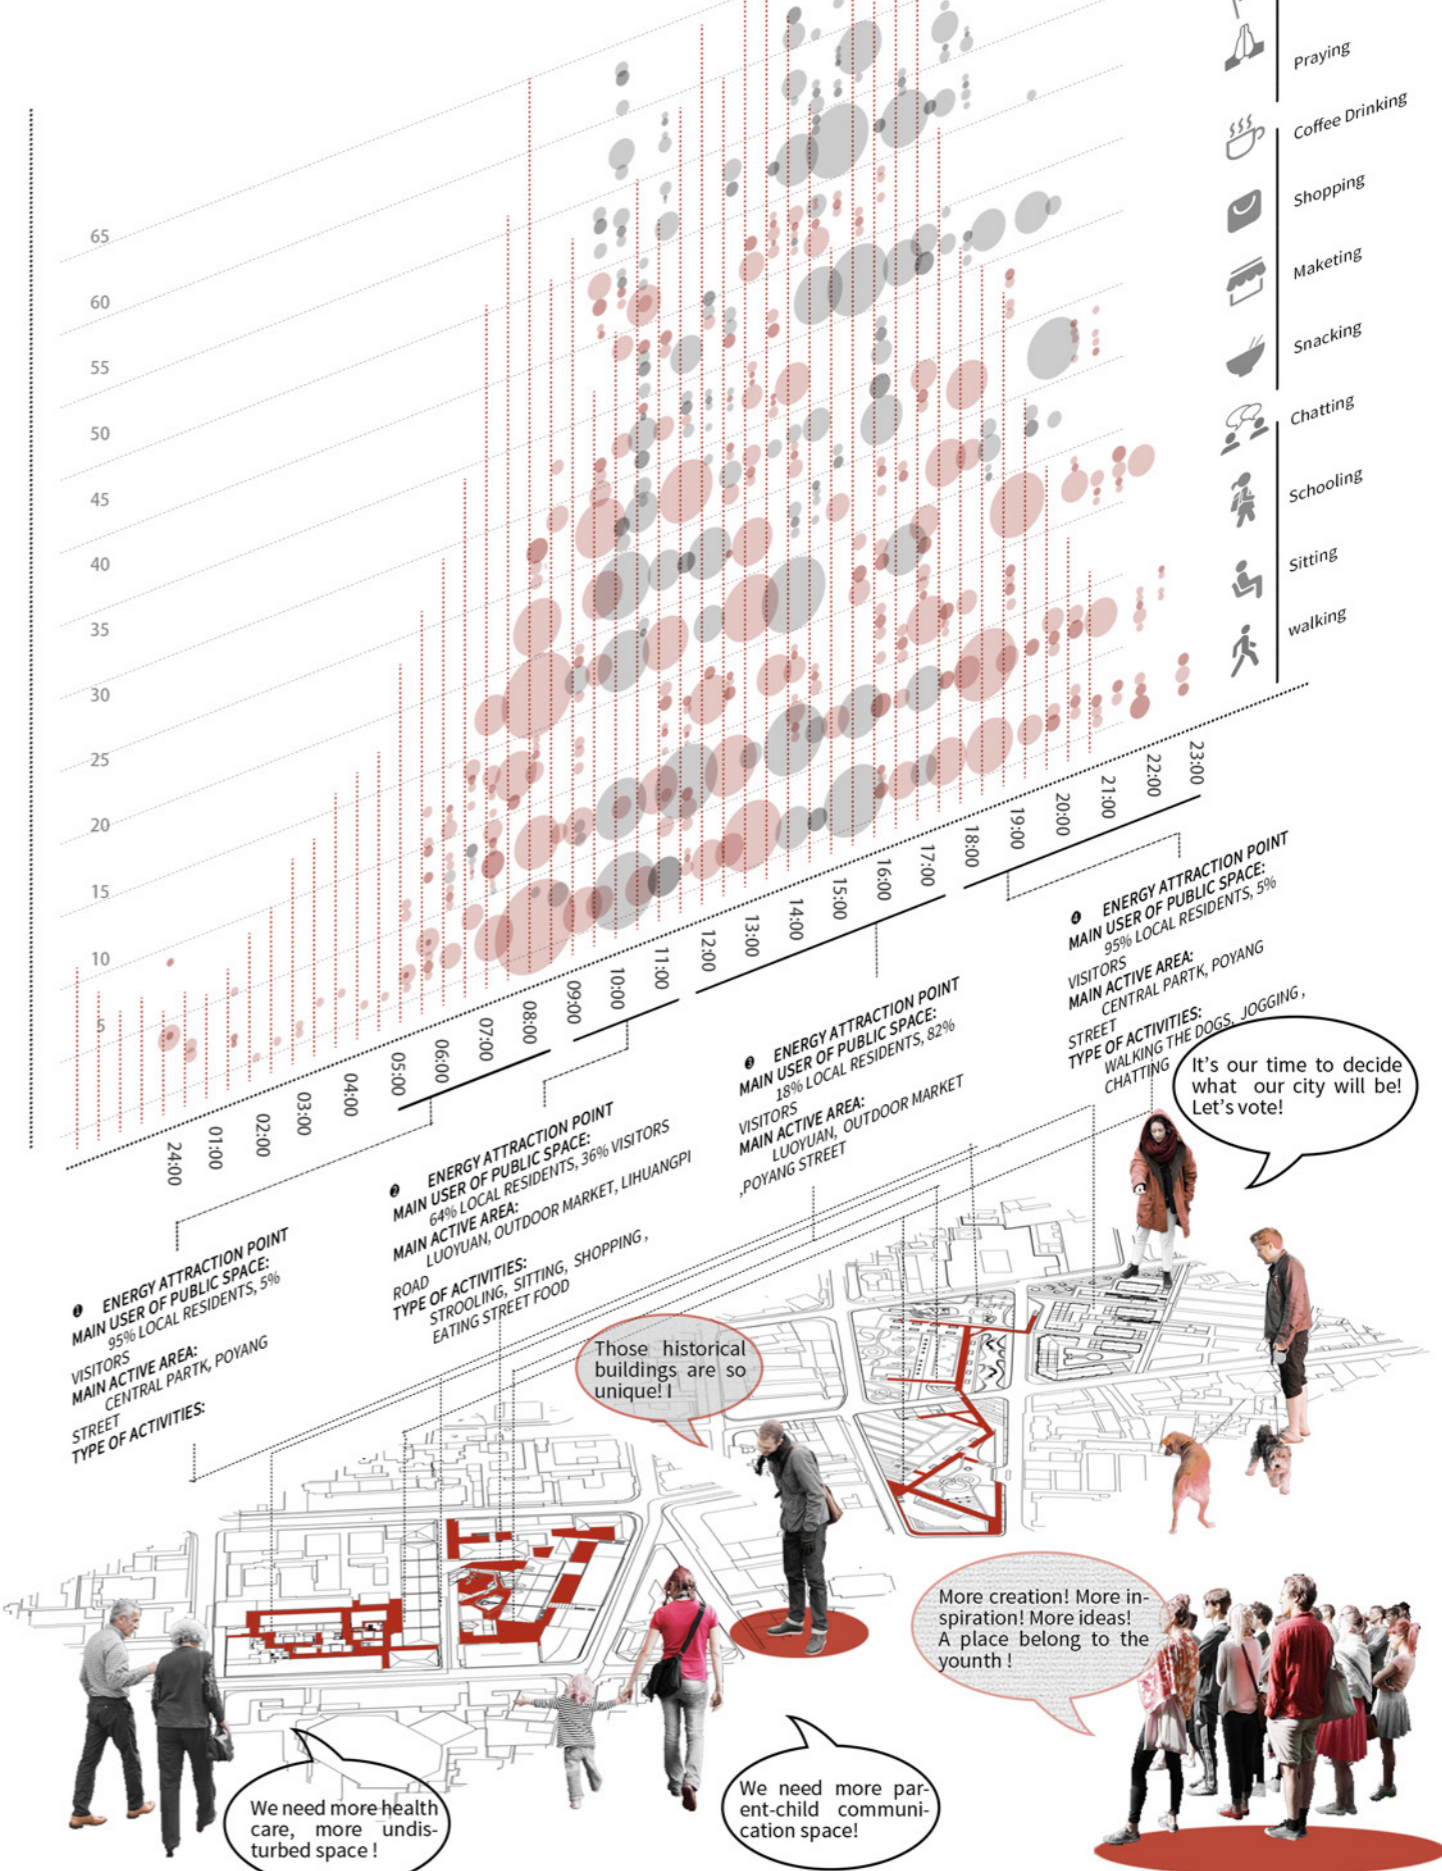 Praying
Coffee Drinking
Shopping
Maketing
Snacking
Chatting
Schooling
Sitting
walking
65
60
55
50
45
40
35
30
25
20
15
10
5
24:00
01:00
02:00
03:00
04:00
05:00
06:00
07:00
08:00
09:00
10:00
11:00
12:00
13:00
14:00
15:00
16:00
17:00
18:00
19:00
20:00
21:00
22:00
23:00
❶ ENERGY ATTRACTION POINT
MAIN USER OF PUBLIC SPACE:
95% LOCAL RESIDENTS, 5%
VISITORS
MAIN ACTIVE AREA:
CENTRAL PARTK, POYANG
STREET
TYPE OF ACTIVITIES:
❷ ENERGY ATTRACTION POINT
MAIN USER OF PUBLIC SPACE:
64% LOCAL RESIDENTS, 36% VISITORS
MAIN ACTIVE AREA:
LUOYUAN, OUTDOOR MARKET, LIHUANGPI
ROAD
TYPE OF ACTIVITIES:
STROOLING, SITTING, SHOPPING,
EATING STREET FOOD
❸ ENERGY ATTRACTION POINT
MAIN USER OF PUBLIC SPACE:
18% LOCAL RESIDENTS, 82%
VISITORS
MAIN ACTIVE AREA:
LUOYUAN, OUTDOOR MARKET
,POYANG STREET
❹ ENERGY ATTRACTION POINT
MAIN USER OF PUBLIC SPACE:
95% LOCAL RESIDENTS, 5%
VISITORS
MAIN ACTIVE AREA:
CENTRAL PARTK, POYANG
STREET
TYPE OF ACTIVITIES:
WALKING THE DOGS, JOGGING,
CHATTING
It's our time to decide
what our city will be!
Let's vote!
Those historical
buildings are so
unique! I
More creation! More in-
spiration! More ideas!
A place belong to the
younth !
We need more health
care, more undis-
turbed space !
We need more par-
ent-child communi-
cation space!